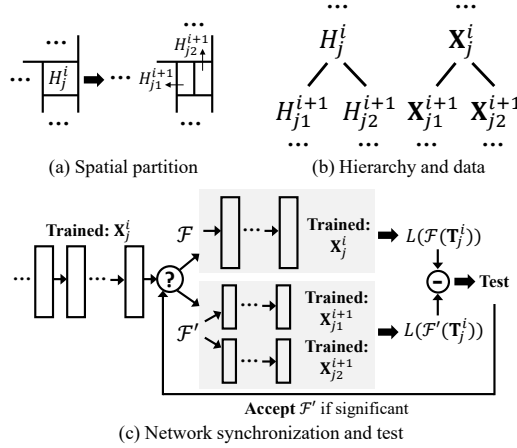 ...
...
H_j^i
...
...
...
H_{j1}^{i+1}
H_{j2}^{i+1}
...
(a) Spatial partition
...
...
H_j^i
X_j^i
H_{j1}^{i+1} H_{j2}^{i+1} X_{j1}^{i+1} X_{j2}^{i+1}
...
...
...
...
(b) Hierarchy and data
Trained: X_j^i
...
...
?
F
...
Trained:
X_j^i
L(F(T_j^i))
F'
...
Trained:
X_{j1}^{i+1}
...
Trained:
X_{j2}^{i+1}
L(F'(T_j^i))
−
Test
Accept F' if significant
(c) Network synchronization and test